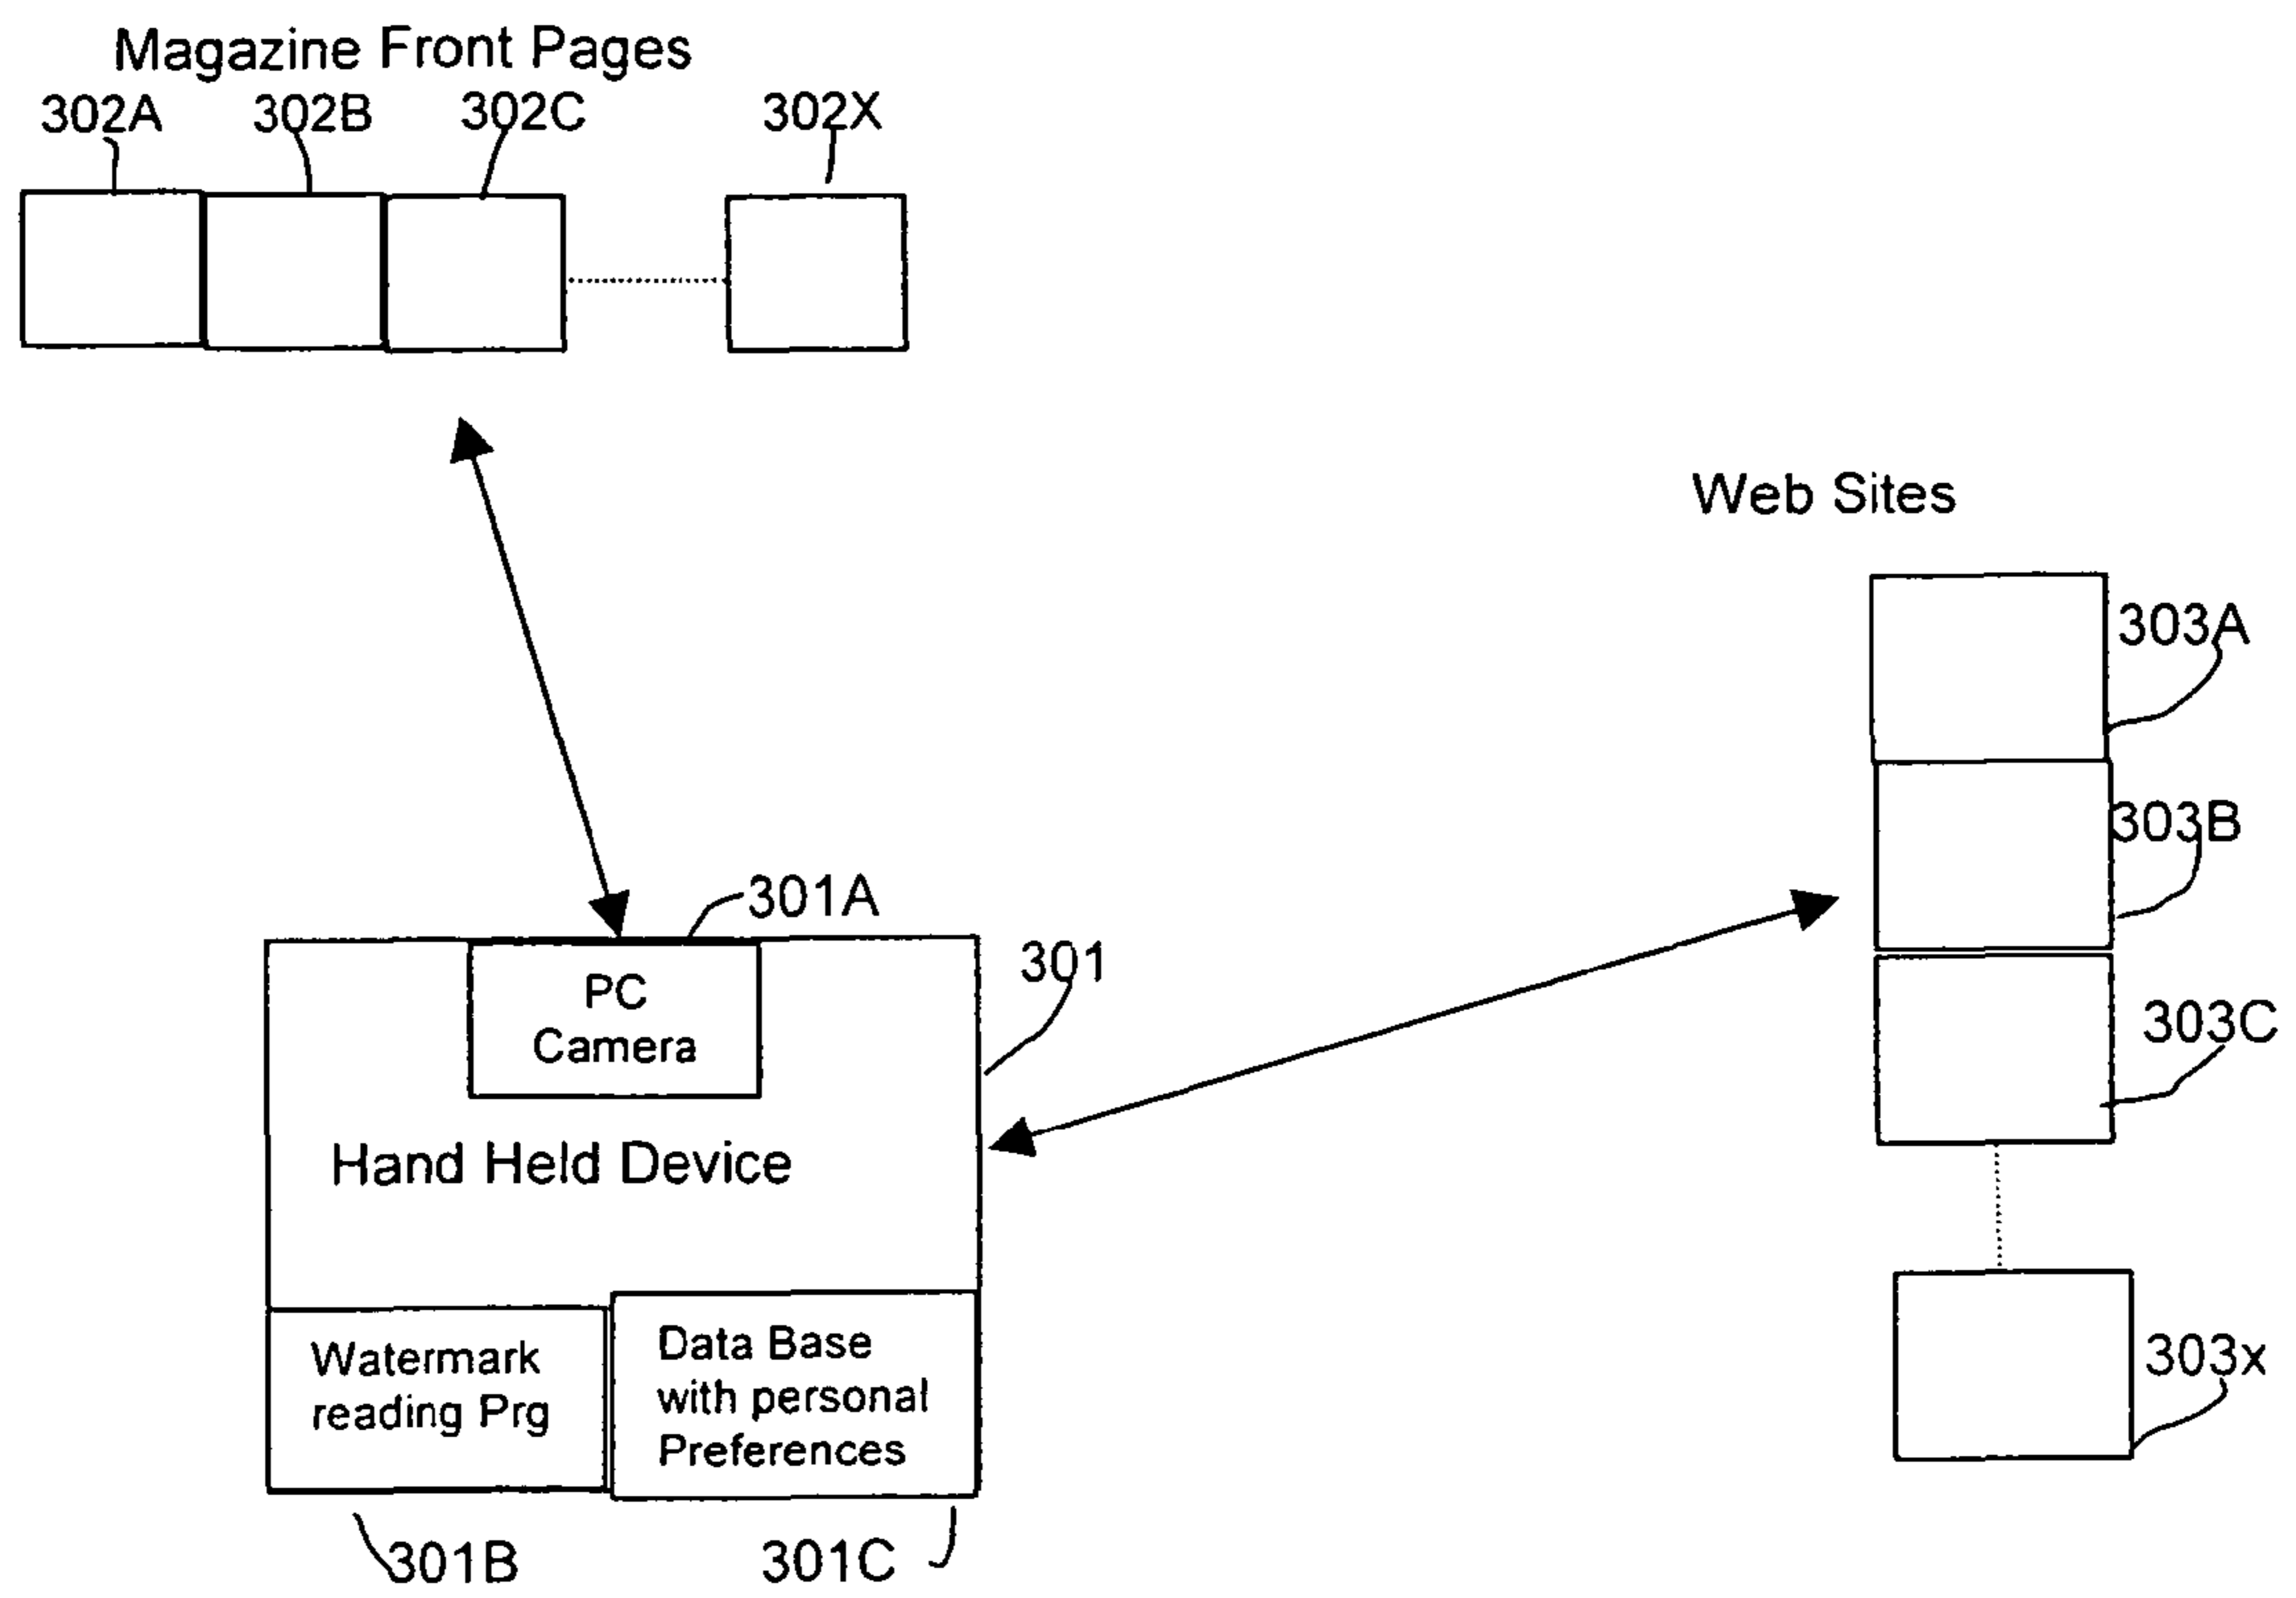 Magazine Front Pages
302A 302B 302C 302X
Web Sites
303A
303B
303C
303x
301A
301
PC
Camera
Hand Held Device
Watermark
reading Prg
Data Base
with personal
Preferences
301B
301C